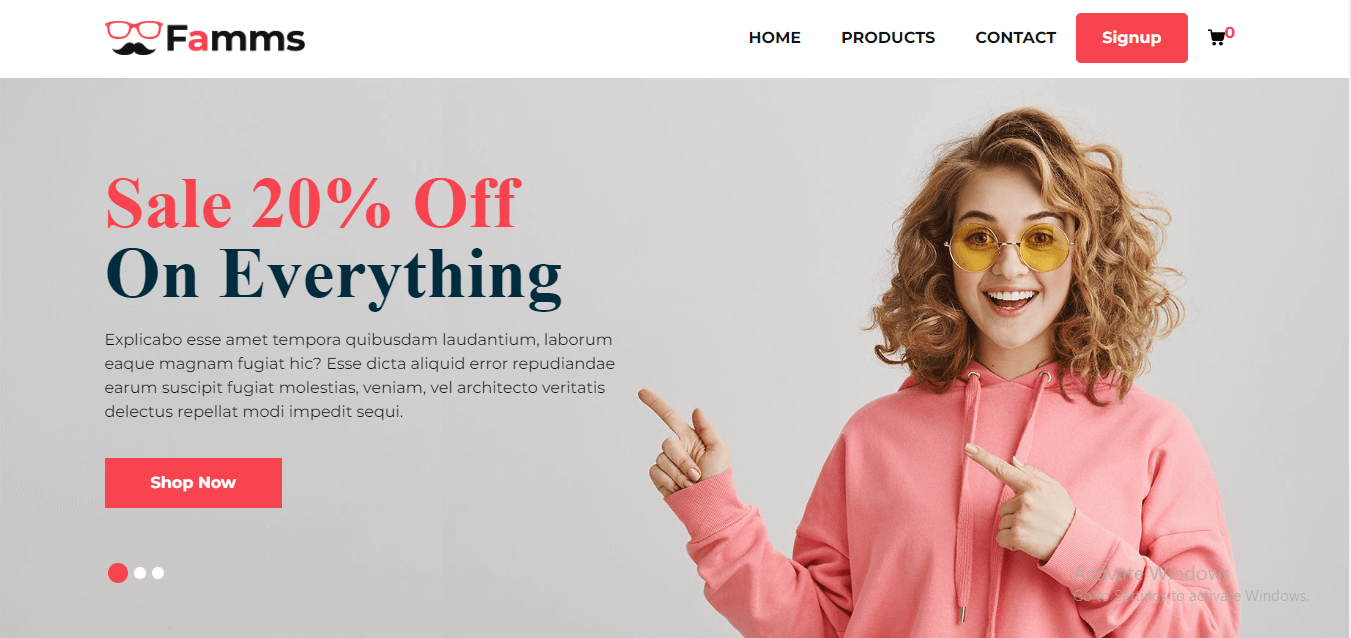 Famms
HOME PRODUCTS CONTACT Signup 0
Sale 20% Off
On Everything
Explicabo esse amet tempora quibusdam laudantium, laborum
eaque magnam fugiat hic? Esse dicta aliquid error repudiandae
earum suscipit fugiat molestias, veniam, vel architecto veritatis
delectus repellat modi impedit sequi.
Shop Now
Activate Windows
Go to Settings to activate Windows.